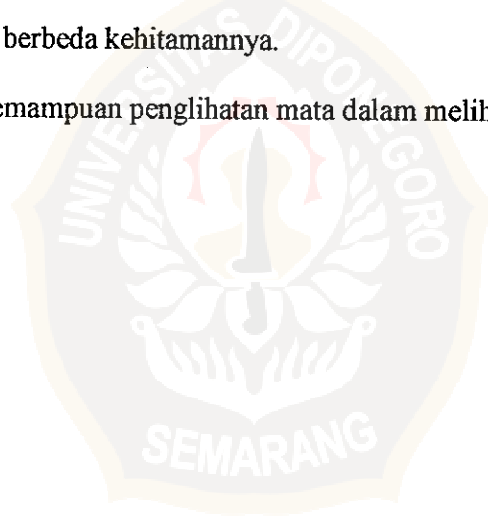 berbeda kehitamannya.
emampuan penglihatan mata dalam melih
UNIVERSITAS DIPONEGORO
SEMARANG